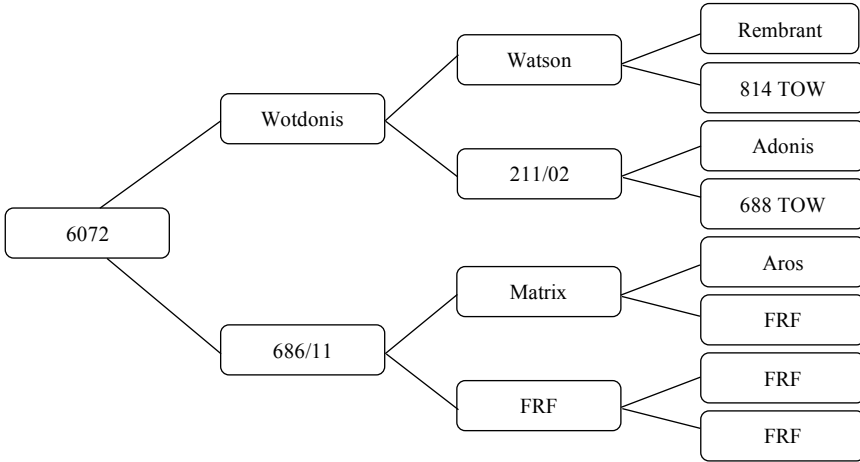 Rembrant
Watson
814 TOW
Wotdonis
Adonis
211/02
688 TOW
6072
Aros
Matrix
FRF
686/11
FRF
FRF
FRF